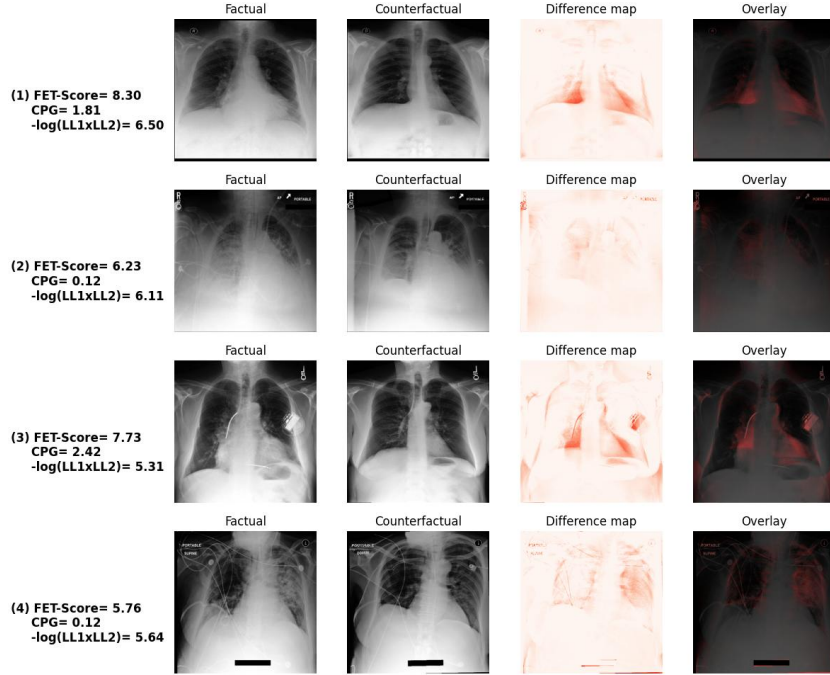 Factual Counterfactual Difference map Overlay
(1) FET-Score= 8.30
CPG= 1.81
-log(LL1xLL2)= 6.50
Factual Counterfactual Difference map Overlay
PORTABLE
(2) FET-Score= 6.23
CPG= 0.12
-log(LL1xLL2)= 6.11
Factual Counterfactual Difference map Overlay
(3) FET-Score= 7.73
CPG= 2.42
-log(LL1xLL2)= 5.31
Factual Counterfactual Difference map Overlay
PORTABLE
SUPINE
(4) FET-Score= 5.76
CPG= 0.12
-log(LL1xLL2)= 5.64